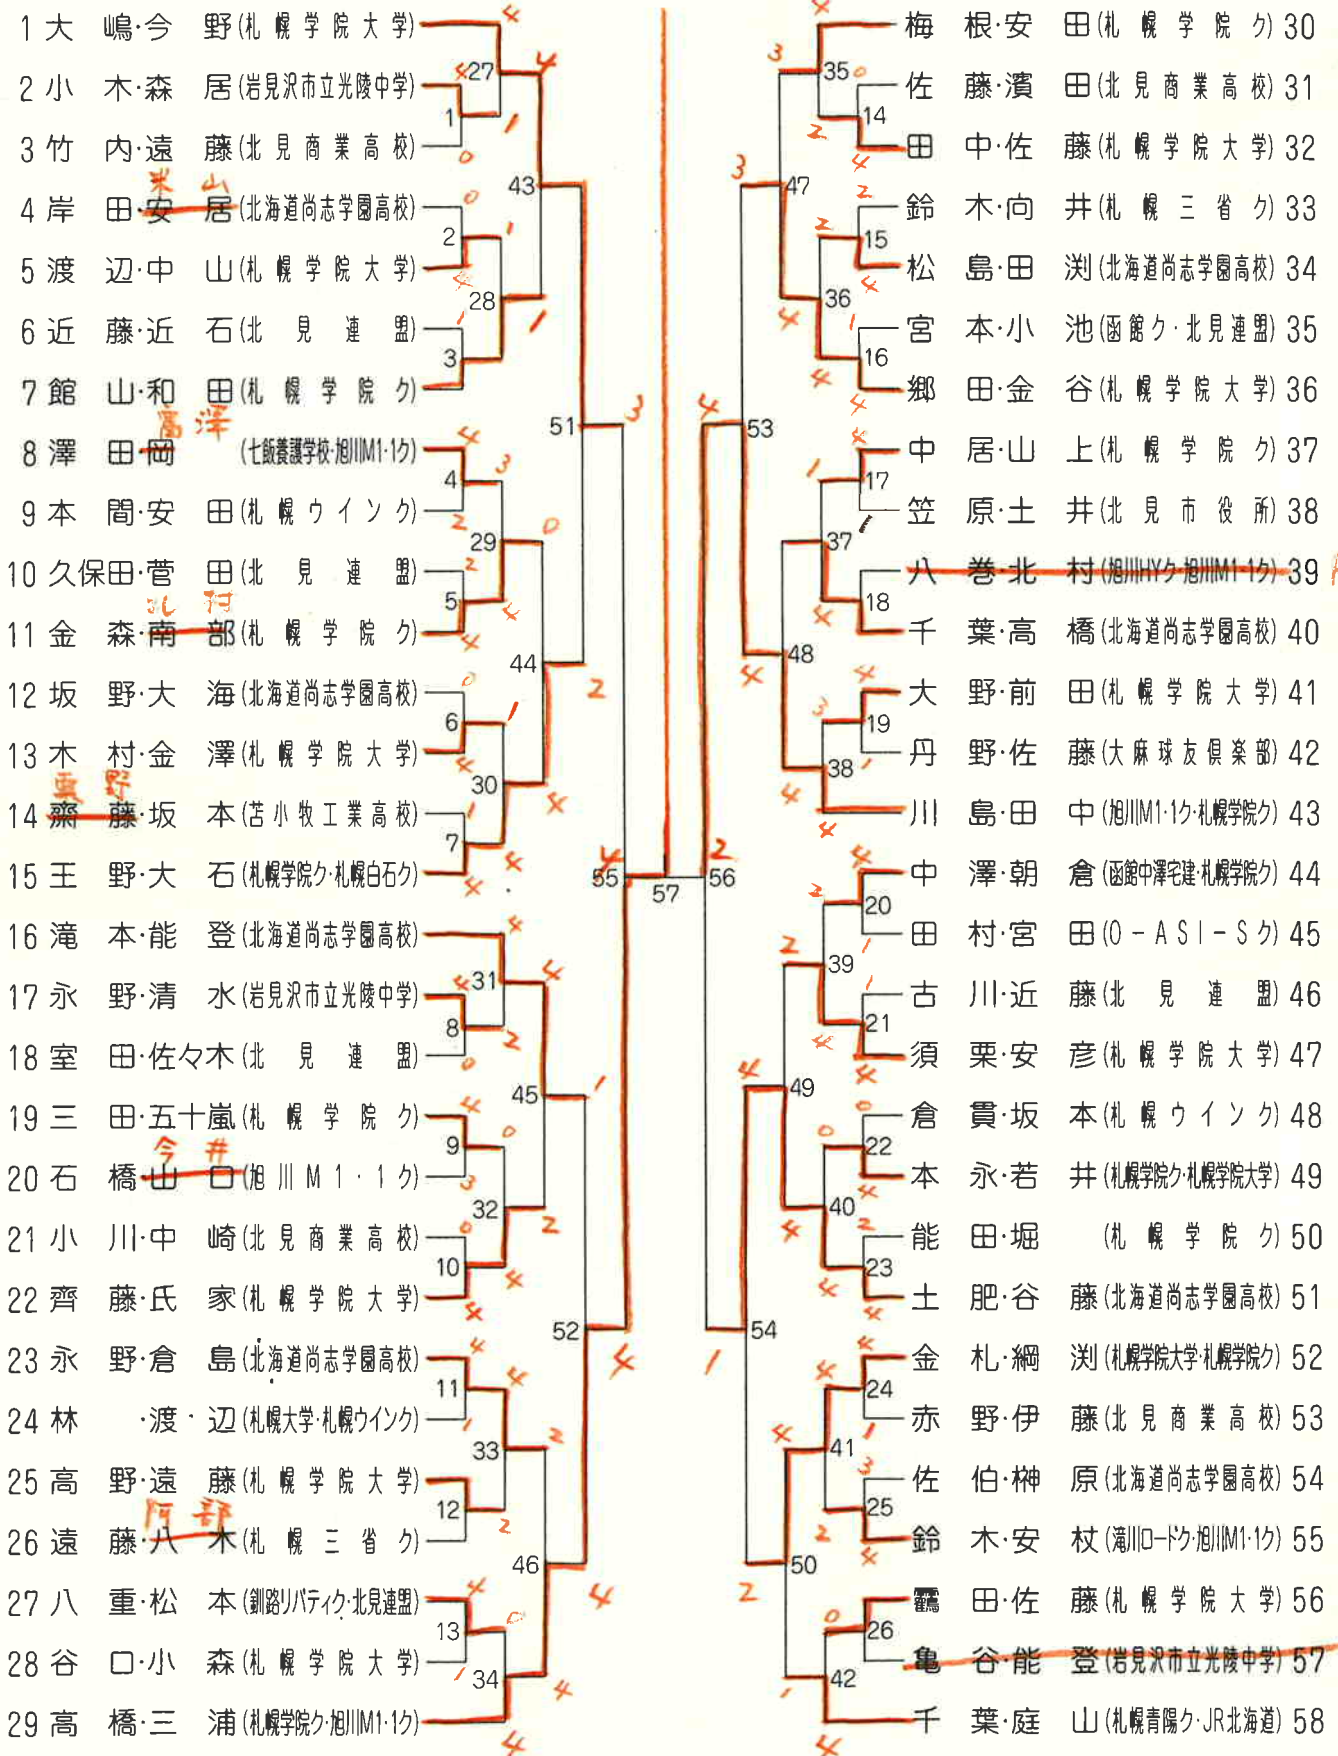 1 大嶋・今野 (札幌学院大学)
2 小木・森居 (岩見沢市立光陵中学)
3 竹内・遠藤 (北見商業高校)
米山
4 岸田・安居 (北海道尚志学園高校)
5 渡辺・中山 (札幌学院大学)
6 近藤・近石 (北見連盟)
7 館山・和田 (札幌学院ク)
富澤
8 澤田・岡 (七飯養護学校・旭川M1・1ク)
9 本間・安田 (札幌ウインク)
10 久保田・菅田 (北見連盟)
北村
11 金森・南部 (札幌学院ク)
12 坂野・大海 (北海道尚志学園高校)
13 木村・金澤 (札幌学院大学)
14 齋藤・坂本 (苫小牧工業高校)
15 玉野・大石 (札幌学院ク・札幌白石ク)
16 滝本・能登 (北海道尚志学園高校)
17 永野・清水 (岩見沢市立光陵中学)
18 室田・佐々木 (北見連盟)
19 三田・五十嵐 (札幌学院ク)
今井
20 石橋・山口 (旭川M1・1ク)
21 小川・中崎 (北見商業高校)
22 齊藤・氏家 (札幌学院大学)
23 永野・倉島 (北海道尚志学園高校)
24 林・渡辺 (札幌大学・札幌ウインク)
25 高野・遠藤 (札幌学院大学)
阿部
26 遠藤・八木 (札幌三省ク)
27 八重・松本 (釧路リバティク・北見連盟)
28 谷口・小森 (札幌学院大学)
29 高橋・三浦 (札幌学院ク・旭川M1・1ク)
梅根・安田 (札幌学院ク) 30
佐藤・濱田 (北見商業高校) 31
田中・佐藤 (札幌学院大学) 32
鈴木・向井 (札幌三省ク) 33
松島・田渕 (北海道尚志学園高校) 34
宮本・小池 (函館ク・北見連盟) 35
郷田・金谷 (札幌学院大学) 36
中居・山上 (札幌学院ク) 37
笠原・土井 (北見市役所) 38
八巻・北村 (旭川HYク・旭川M1・1ク) 39
千葉・高橋 (北海道尚志学園高校) 40
大野・前田 (札幌学院大学) 41
丹野・佐藤 (大麻球友倶楽部) 42
川島・田中 (旭川M1・1ク・札幌学院ク) 43
中澤・朝倉 (函館中澤宅建・札幌学院ク) 44
田村・宮田 (O-ASI-Sク) 45
古川・近藤 (北見連盟) 46
須栗・安彦 (札幌学院大学) 47
倉貫・坂本 (札幌ウインク) 48
本永・若井 (札幌学院ク・札幌学院大学) 49
能田・堀 (札幌学院ク) 50
土肥・谷藤 (北海道尚志学園高校) 51
金札・綱渕 (札幌学院大学・札幌学院ク) 52
赤野・伊藤 (北見商業高校) 53
佐伯・榊原 (北海道尚志学園高校) 54
鈴木・安杖 (滝川ロードク・旭川M1・1ク) 55
田・佐藤 (札幌学院大学) 56
亀谷・能登 (岩見沢市立光陵中学) 57
千葉・庭山 (札幌青陽ク・JR北海道) 58